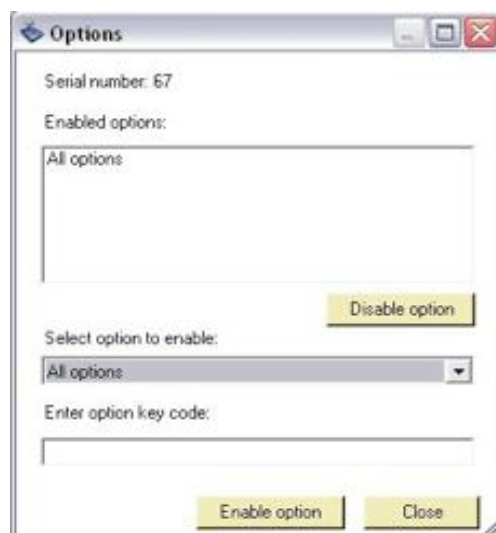 Options
Serial number: 67
Enabled options:
All options
Disable option
Select option to enable:
All options
Enter option key code:
Enable option Close